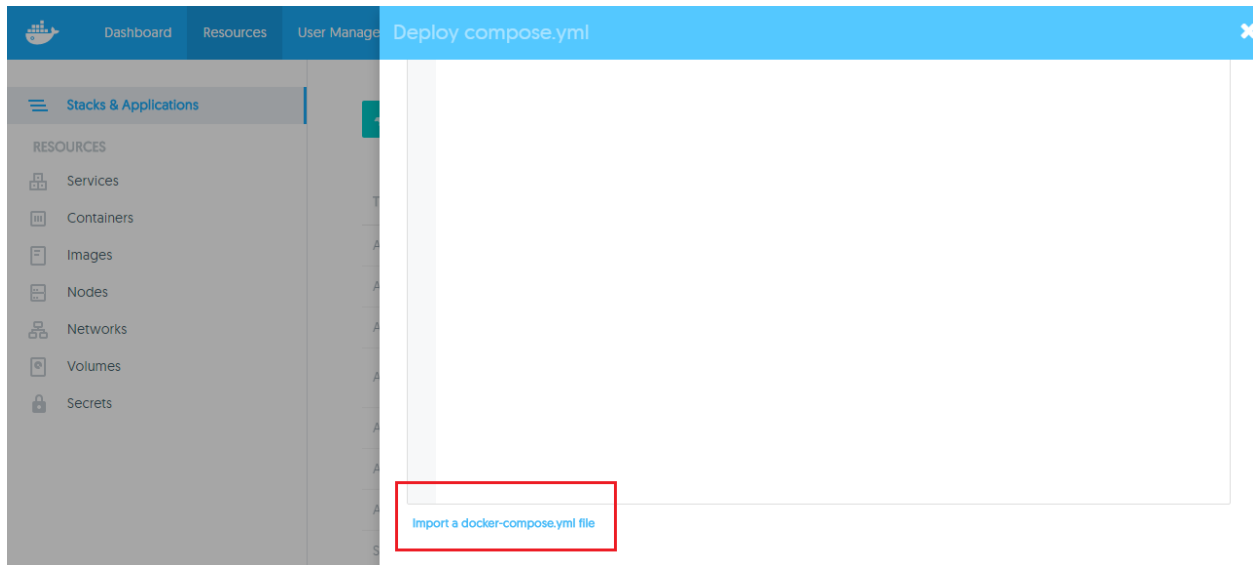 Dashboard Resources User Manage
Deploy compose.yml
Stacks & Applications
RESOURCES
Services
Containers
Images
Nodes
Networks
Volumes
Secrets
T
A
A
A
A
A
A
A
S
Import a docker-compose.yml file